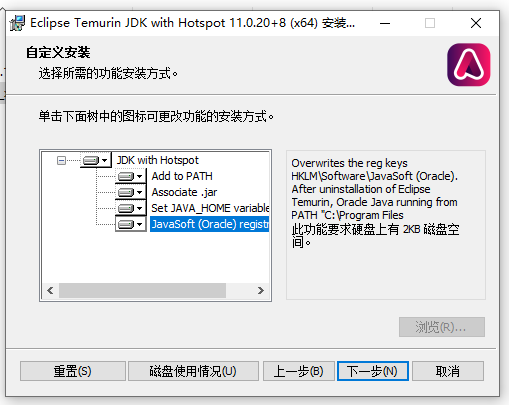 Eclipse Temurin JDK with Hotspot 11.0.20+8 (x64) 安装...
自定义安装
选择所需的功能安装方式。
单击下面树中的图标可更改功能的安装方式。
JDK with Hotspot
Add to PATH
Associate .jar
Set JAVA_HOME variable
JavaSoft (Oracle) registr
Overwrites the reg keys
HKLM\Software\JavaSoft (Oracle).
After uninstallation of Eclipse
Temurin, Oracle Java running from
PATH "C:\Program Files
此功能要求硬盘上有 2KB 磁盘空
间。
浏览(R)...
重置(S)
磁盘使用情况(U)
上一步(B)
下一步(N)
取消